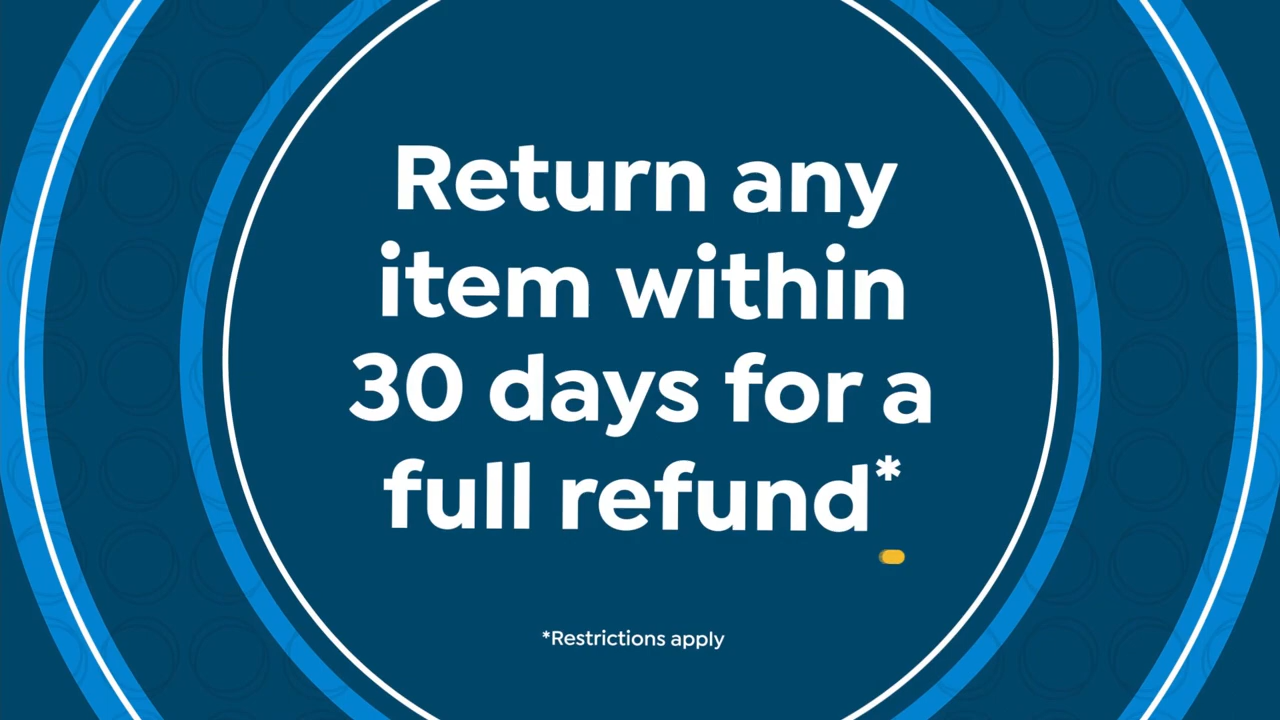 Return any
item within
30 days for a
full refund*
*Restrictions apply